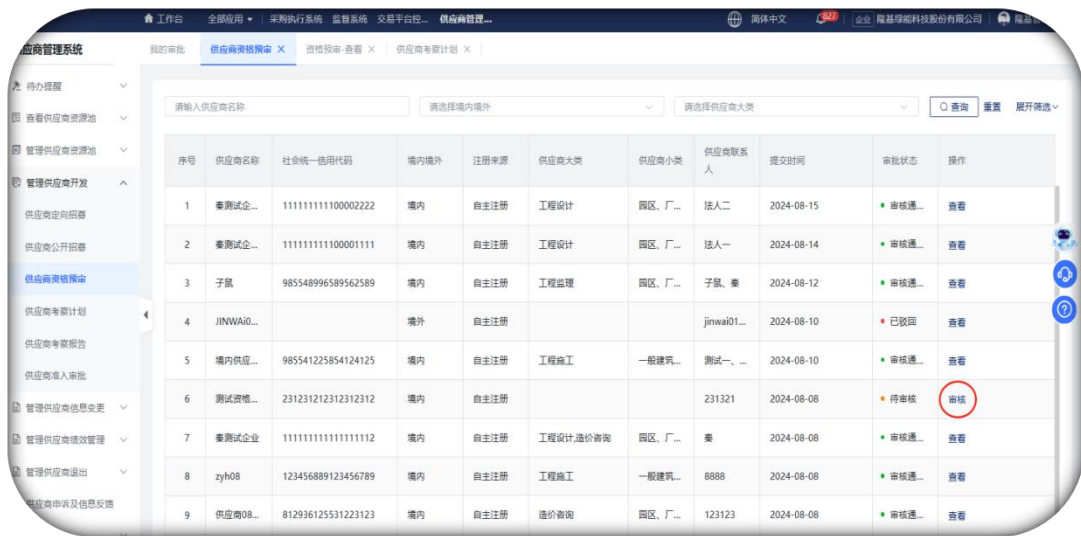 工作台 全部应用 采购执行系统 监督系统 交易平台控... 供应商管理... 简体中文 827 企业 隆基绿能科技股份有限公司
应商管理系统 我的审批 供应商资格预审 X 资格预审-查看 X 供应商考察计划 X
待办提醒
查看供应商资源池
管理供应商资源池
管理供应商开发
供应商定向招募
供应商公开招募
供应商资格预审
供应商考察计划
供应商考察报告
供应商准入审批
管理供应商信息变更
管理供应商绩效管理
管理供应商退出
供应商申诉及信息反馈
请输入供应商名称 请选择境内境外 请选择供应商大类 查询 重置 展开筛选
序号 供应商名称 社会统一信用代码 境内境外 注册来源 供应商大类 供应商小类 供应商联系人 提交时间 审批状态 操作
1 秦测试企... 111111111100002222 境内 自主注册 工程设计 园区、厂... 法人二 2024-08-15 审核通... 查看
2 秦测试企... 111111111100001111 境内 自主注册 工程设计 园区、厂... 法人一 2024-08-14 审核通... 查看
3 子鼠 985548996589562589 境内 自主注册 工程监理 园区、厂... 子鼠、秦 2024-08-12 审核通... 查看
4 JINWAi0... 境外 自主注册 jinwai01... 2024-08-10 已驳回 查看
5 境内供应... 985541225854124125 境内 自主注册 工程施工 一般建筑... 测试一、... 2024-08-10 审核通... 查看
6 测试资格... 231231212312312312 境内 自主注册 231321 2024-08-08 待审核 审核
7 秦测试企业 111111111111111112 境内 自主注册 工程设计,造价咨询 园区、厂... 秦 2024-08-08 审核通... 查看
8 zyh08 123456889123456789 境内 自主注册 工程施工 一般建筑... 8888 2024-08-08 审核通... 查看
9 供应商08... 812936125531223123 境内 自主注册 造价咨询 园区、厂... 123123 2024-08-08 审核通... 查看